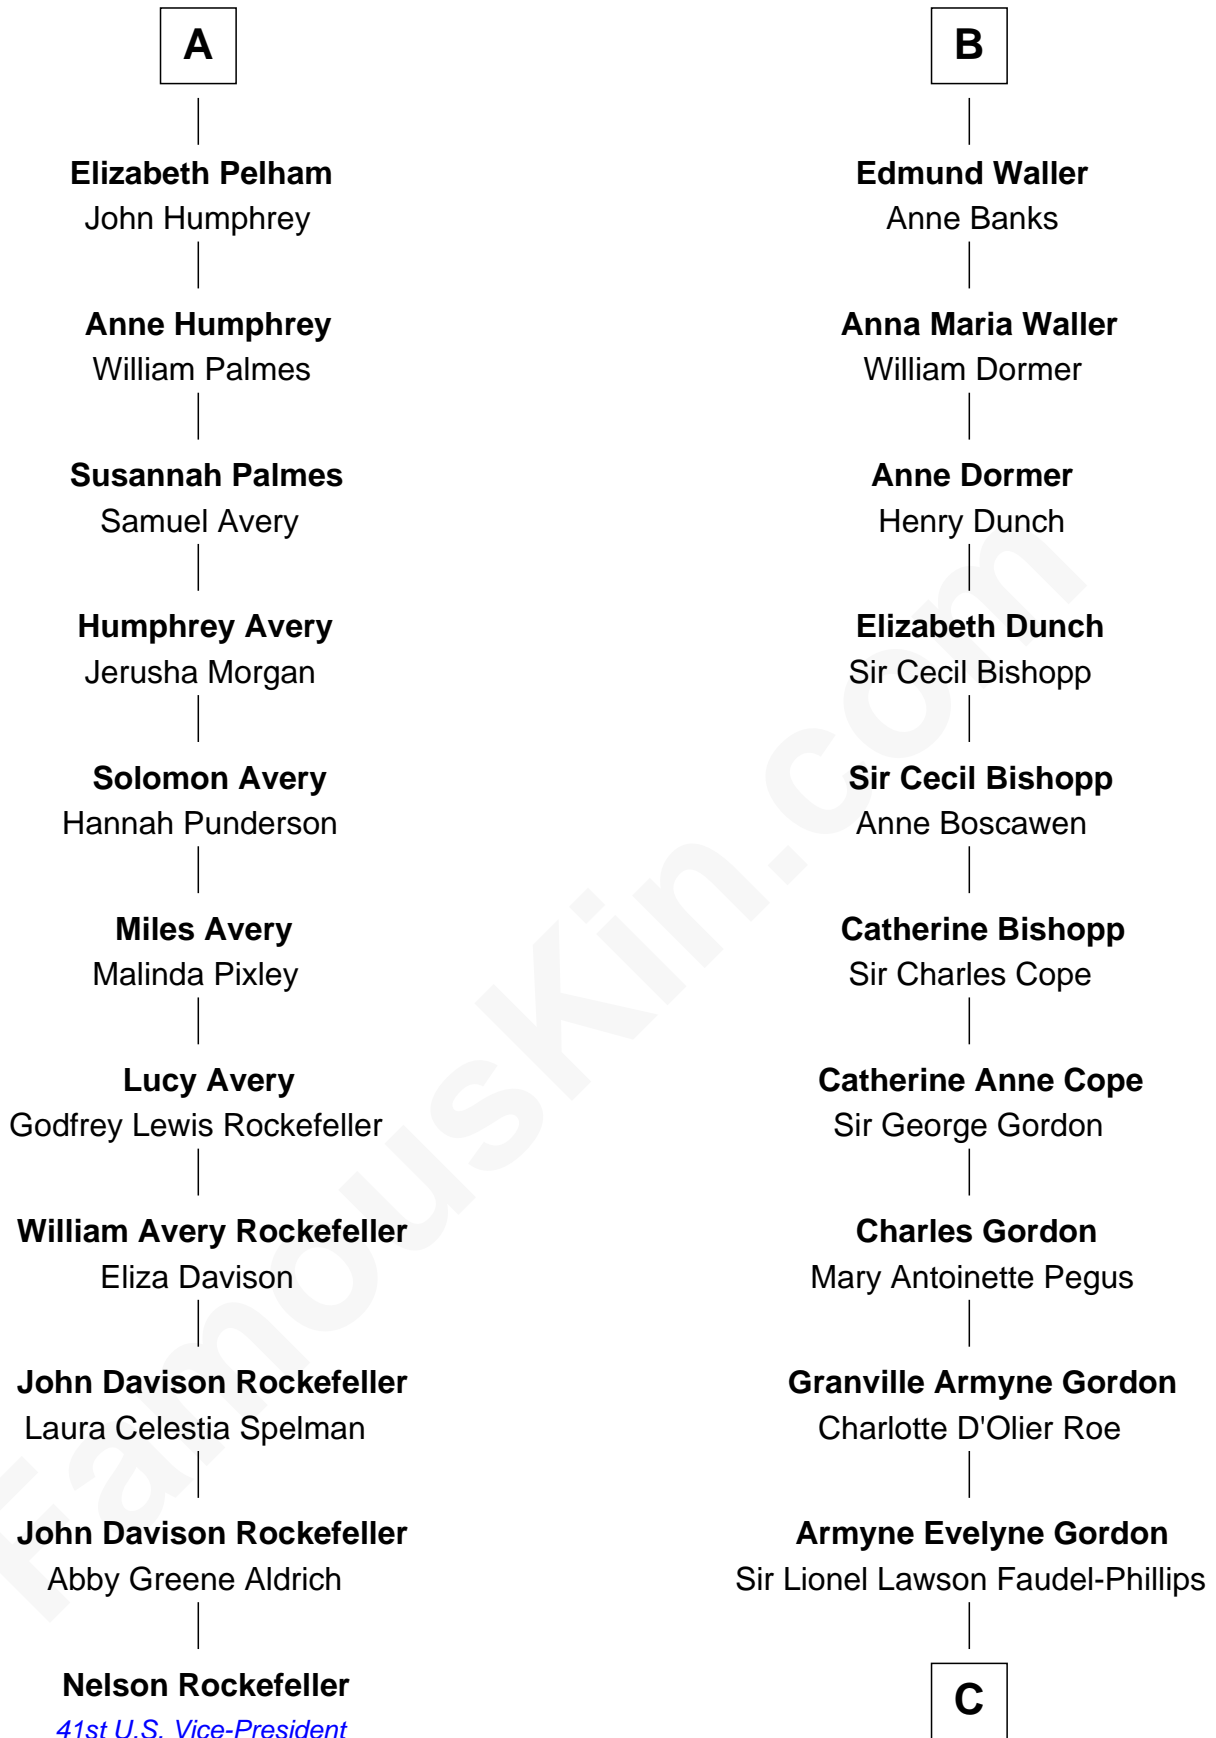 A
Elizabeth Pelham
John Humphrey
Anne Humphrey
William Palmes
Susannah Palmes
Samuel Avery
Humphrey Avery
Jerusha Morgan
Solomon Avery
Hannah Punderson
Miles Avery
Malinda Pixley
Lucy Avery
Godfrey Lewis Rockefeller
William Avery Rockefeller
Eliza Davison
John Davison Rockefeller
Laura Celestia Spelman
John Davison Rockefeller
Abby Greene Aldrich
Nelson Rockefeller
41st U.S. Vice-President
B
Edmund Waller
Anne Banks
Anna Maria Waller
William Dormer
Anne Dormer
Henry Dunch
Elizabeth Dunch
Sir Cecil Bishopp
Sir Cecil Bishopp
Anne Boscawen
Catherine Bishopp
Sir Charles Cope
Catherine Anne Cope
Sir George Gordon
Charles Gordon
Mary Antoinette Pegus
Granville Armyne Gordon
Charlotte D'Olier Roe
Armyne Evelyne Gordon
Sir Lionel Lawson Faudel-Phillips
C
FamousKin.com